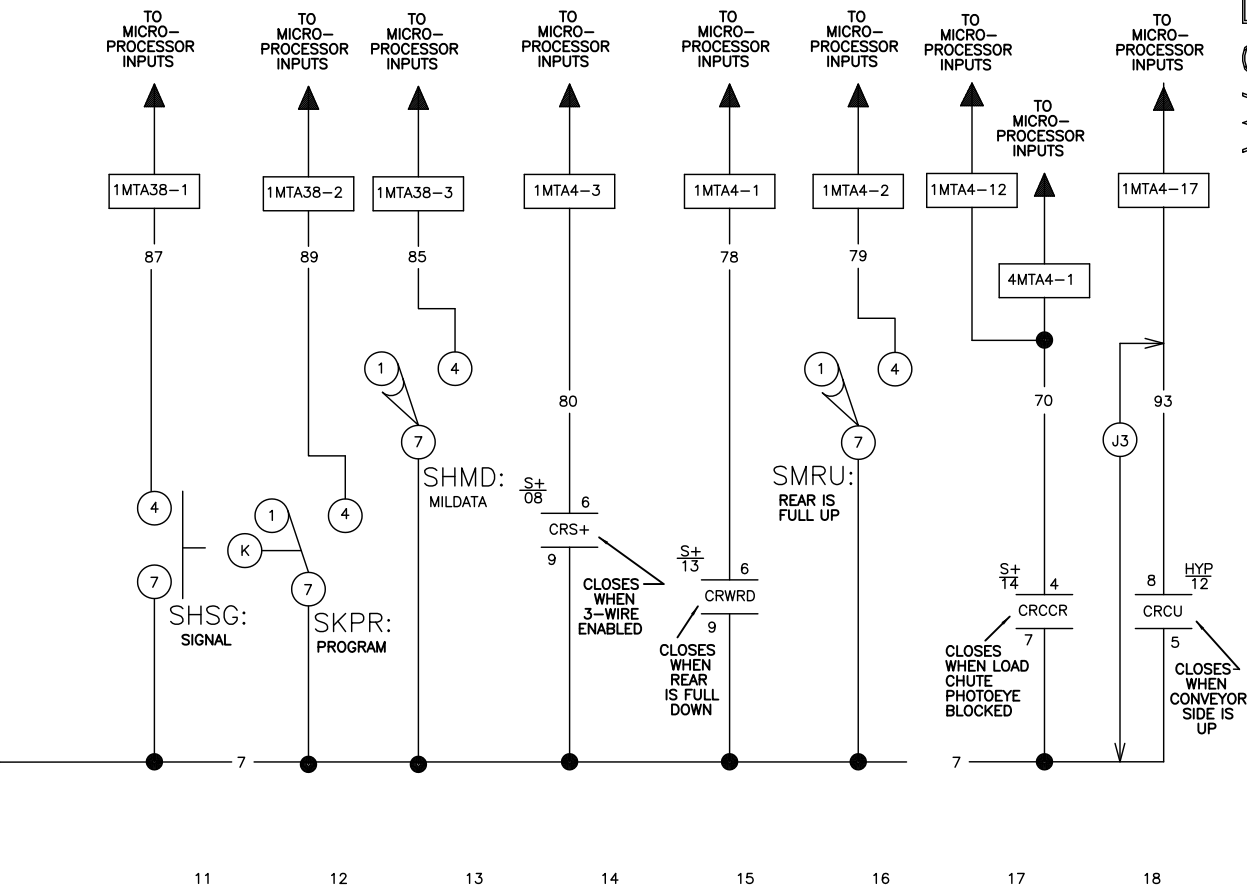 TO
MICRO-
PROCESSOR
INPUTS
TO
MICRO-
PROCESSOR
INPUTS
TO
MICRO-
PROCESSOR
INPUTS
TO
MICRO-
PROCESSOR
INPUTS
TO
MICRO-
PROCESSOR
INPUTS
TO
MICRO-
PROCESSOR
INPUTS
TO
MICRO-
PROCESSOR
INPUTS
TO
MICRO-
PROCESSOR
INPUTS
TO
MICRO-
PROCESSOR
INPUTS
1MTA38-1
1MTA38-2
1MTA38-3
1MTA4-3
1MTA4-1
1MTA4-2
1MTA4-12
1MTA4-17
87
89
85
78
79
4MTA4-1
1
4
1
4
80
70
93
7
7
J3
SHMD:
MILDATA
SMRU:
REAR IS
FULL UP
4
1
4
K
7
7
SHSG:
SIGNAL
SKPR:
PROGRAM
S+
08
6
CRS+
9
CLOSES
WHEN
3-WIRE
ENABLED
S+
13
6
CRWRD
9
CLOSES
WHEN
REAR
IS FULL
DOWN
S+
14
4
CRCCR
7
CLOSES
WHEN LOAD
CHUTE
PHOTOEYE
BLOCKED
8
HYP
12
CRCU
5
CLOSES
WHEN
CONVEYOR
SIDE IS
UP
7
7
11
12
13
14
15
16
17
18